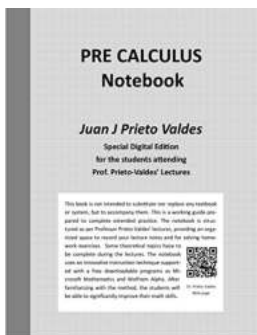 PRE CALCULUS
Notebook
Juan J Prieto Valdes
Special Digital Edition
for the students attending
Prof. Prieto-Valdes' Lectures
This book is not intended to substitute nor replace any textbook
or system, but to accompany them. This is a working guide pre-
pared to complete extended practice. The notebook is struc-
tured as per Professor Prieto Valdes' lectures, providing an orga-
nized space to record your lecture notes and for solving home-
work exercises. Some theoretical topics have to
be complete during the lectures. The notebook
uses an innovative instruction technique support-
ed with a free downloadable programs as Mi-
crosoft Mathematics and Wolfram Alpha. After
familiarizing with the method, the students will
be able to significantly improve their math skills.
Dr. Prieto Valdes
Web page